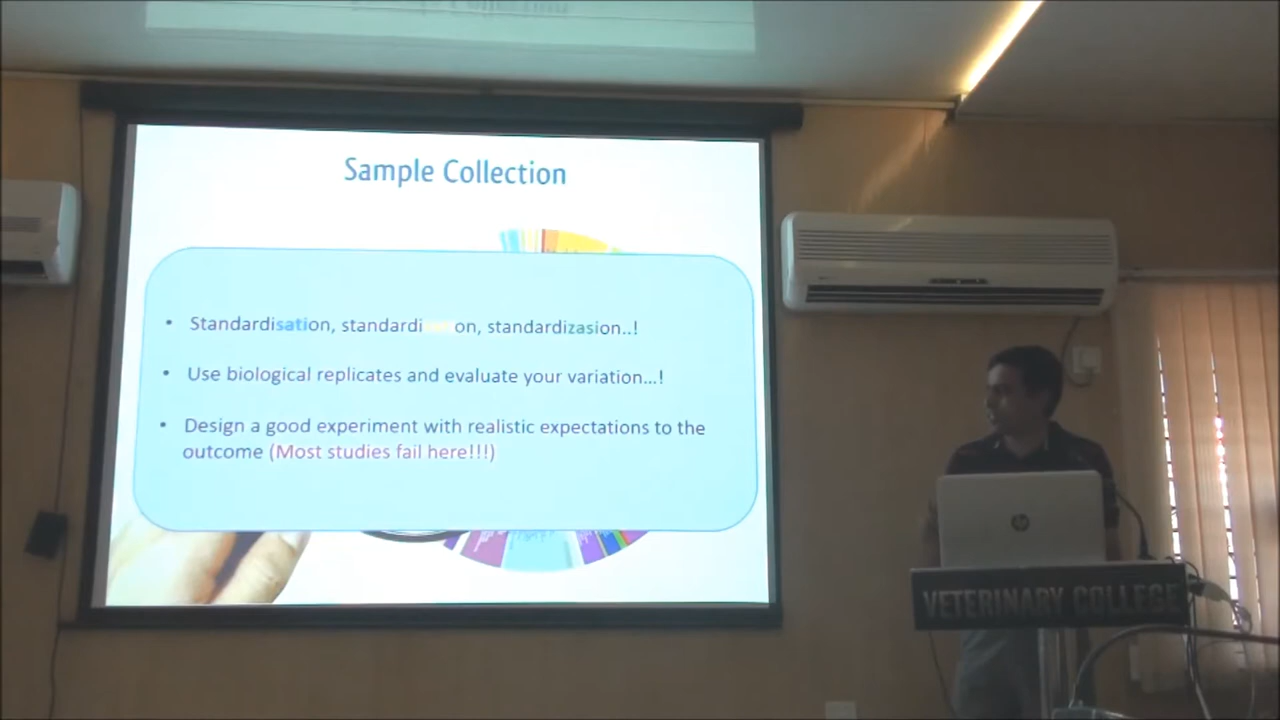 Sample Collection
• Standardisation, standardi on, standardizasion..!
• Use biological replicates and evaluate your variation...!
• Design a good experiment with realistic expectations to the
outcome (Most studies fail here!!!)
hp
VETERINARY COLLEGE